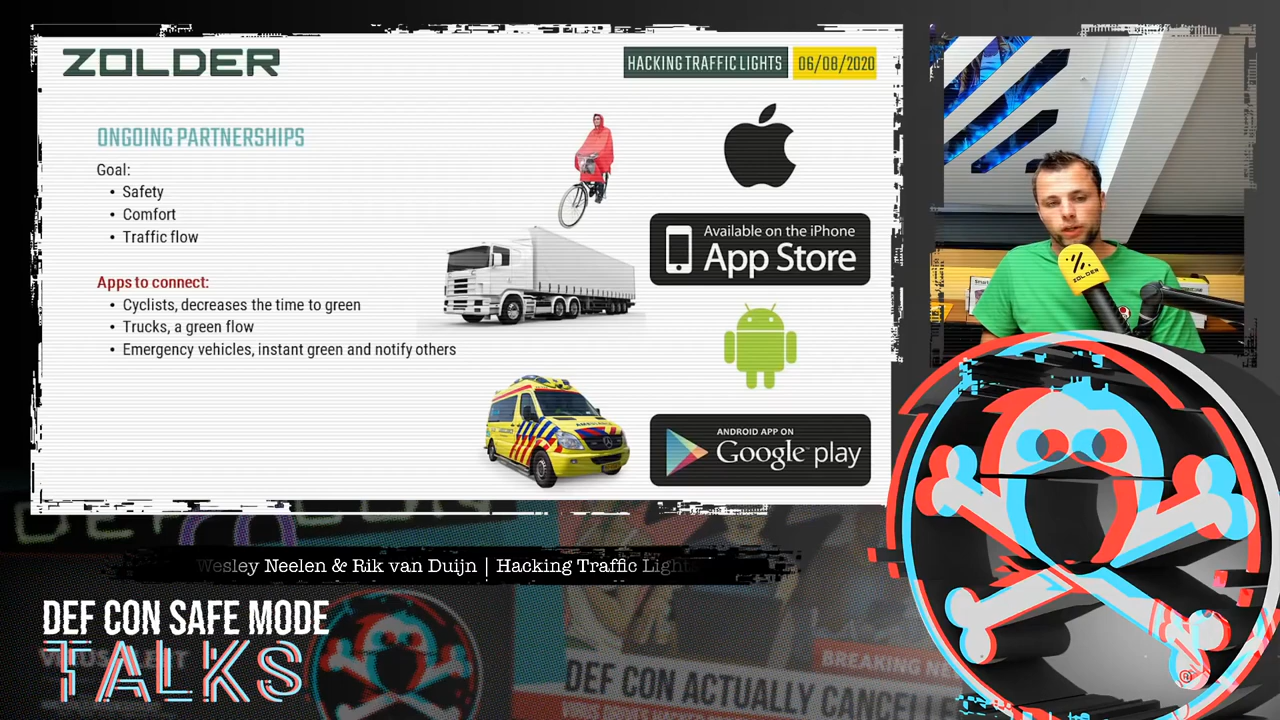 ZOLDER
HACKING TRAFFIC LIGHTS
06/08/2020
ONGOING PARTNERSHIPS
Goal:
• Safety
• Comfort
• Traffic flow
Apps to connect:
• Cyclists, decreases the time to green
• Trucks, a green flow
• Emergency vehicles, instant green and notify others
Available on the iPhone
App Store
AMBULANCE
ANDROID APP ON
Google play
ZOLDER
Wesley Neelen & Rik van Duijn | Hacking Traffic Lights
DEF CON SAFE MODE
TALKS
BREAKING
DEF CON ACTUALLY